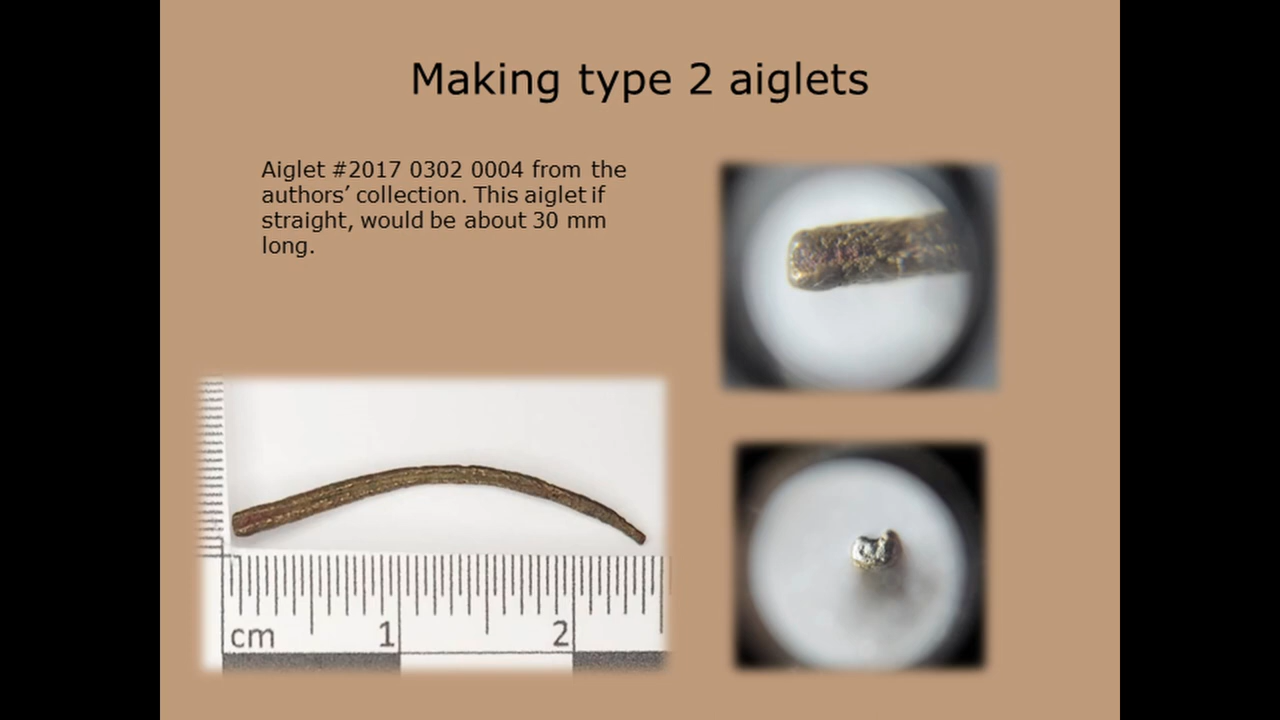 Making type 2 aiglets
Aiglet #2017 0302 0004 from the
authors’ collection. This aiglet if
straight, would be about 30 mm
long.
cm 1 2